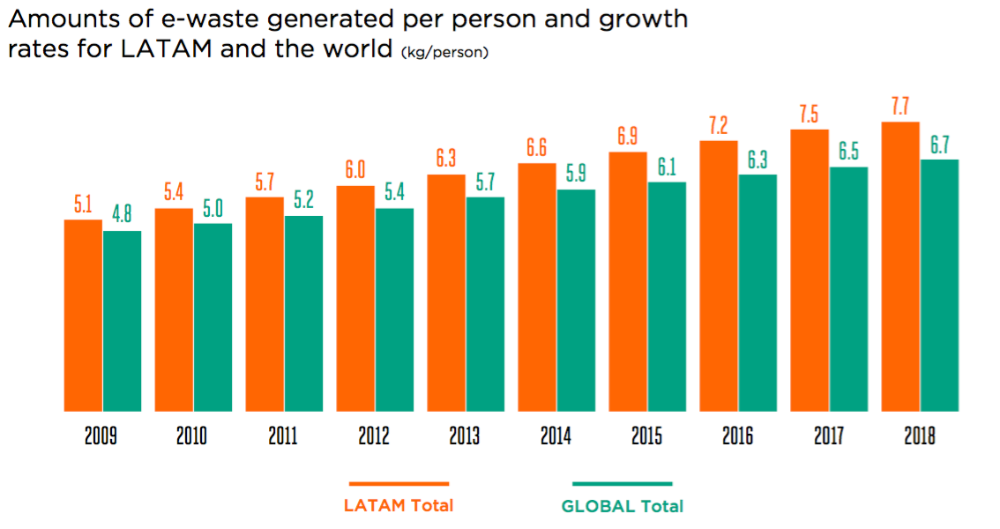 Amounts of e-waste generated per person and growth
rates for LATAM and the world (kg/person)
5.1 4.8 5.4 5.0 5.7 5.2 6.0 5.4 6.3 5.7 6.6 5.9 6.9 6.1 7.2 6.3 7.5 6.5 7.7 6.7
2009 2010 2011 2012 2013 2014 2015 2016 2017 2018
LATAM Total GLOBAL Total